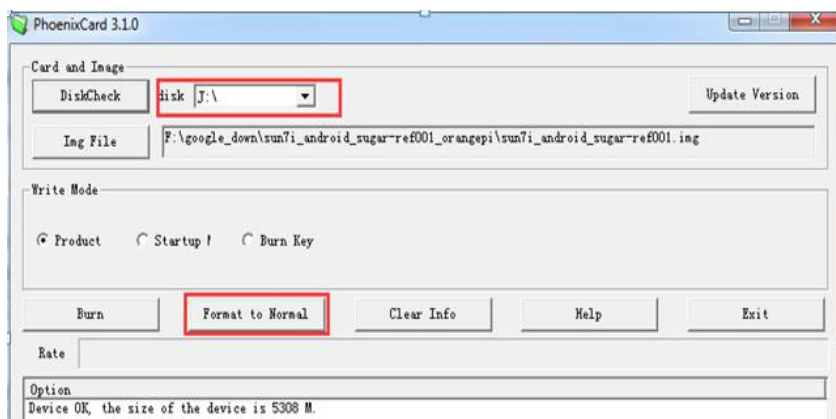 PhoenixCard 3.1.0
Card and Image
DiskCheck disk J:\ Update Version
Img File F:\google_down\sun7i_android_sugar-ref001_orangepi\sun7i_android_sugar-ref001.img
Write Mode
Product Startup Burn Key
Burn Format to Normal Clear Info Help Exit
Rate
Option
Device OK, the size of the device is 5308 M.